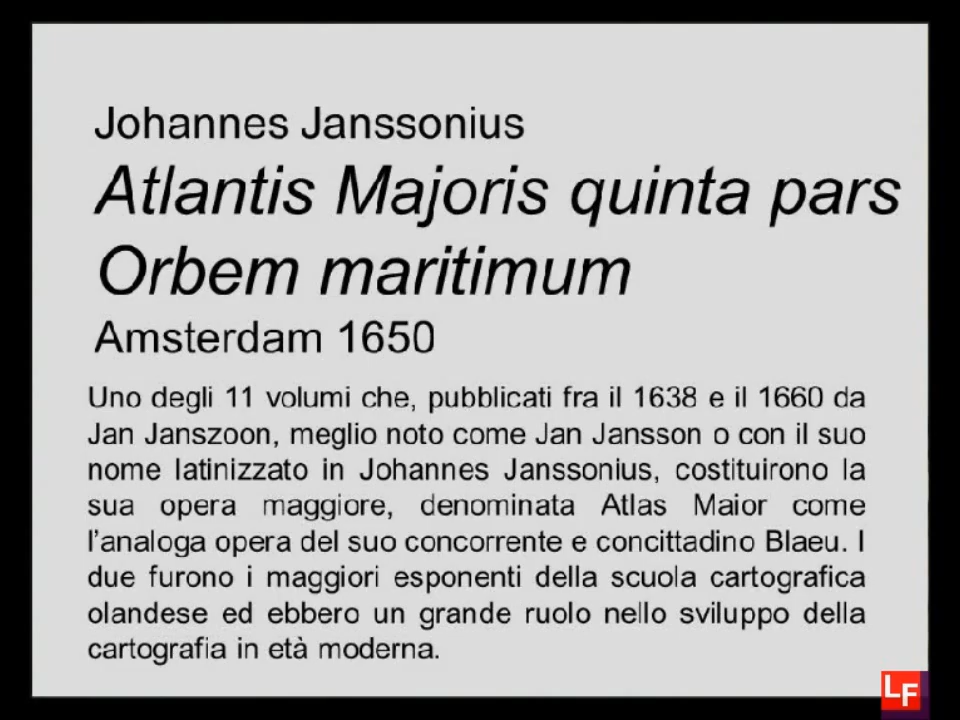 Johannes Janssonius
Atlantis Majoris quinta pars
Orbem maritimum
Amsterdam 1650
Uno degli 11 volumi che, pubblicati fra il 1638 e il 1660 da
Jan Janszoon, meglio noto come Jan Jansson o con il suo
nome latinizzato in Johannes Janssonius, costituirono la
sua opera maggiore, denominata Atlas Maior come
l'analoga opera del suo concorrente e concittadino Blaeu. I
due furono i maggiori esponenti della scuola cartografica
olandese ed ebbero un grande ruolo nello sviluppo della
cartografia in età moderna.
LF